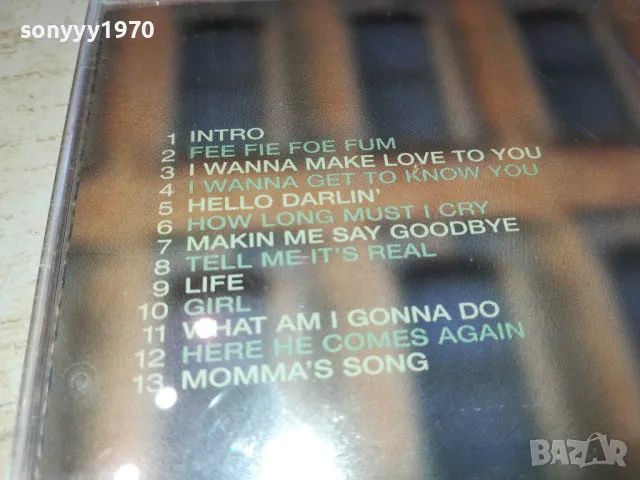 sonyyy1970
1 INTRO
2 FEE FIE FOE FUM
3 I WANNA MAKE LOVE TO YOU
4 I WANNA GET TO KNOW YOU
5 HELLO DARLIN'
6 HOW LONG MUST I CRY
7 MAKIN ME SAY GOODBYE
8 TELL ME IT'S REAL
9 LIFE
10 GIRL
11 WHAT AM I GONNA DO
12 HERE HE COMES AGAIN
13 MOMMA'S SONG
BAZAR
bg